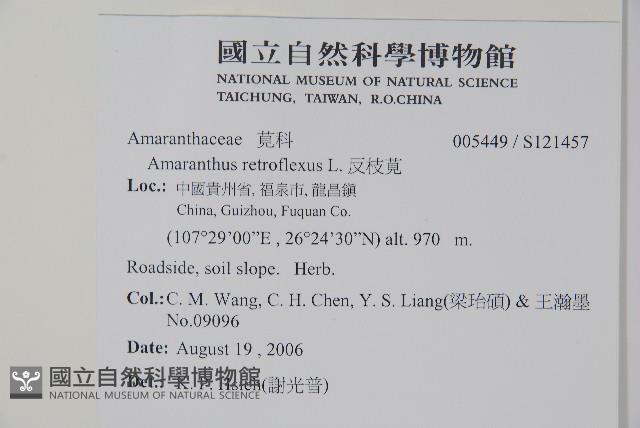 國立自然科學博物館
NATIONAL MUSEUM OF NATURAL SCIENCE
TAICHUNG, TAIWAN, R.O.CHINA
Amaranthaceae 莧科 005449 / S121457
Amaranthus retroflexus L. 反枝莧
Loc.: 中國貴州省, 福泉市, 龍昌鎮
China, Guizhou, Fuquan Co.
(107°29'00"E , 26°24'30"N) alt. 970 m.
Roadside, soil slope. Herb.
Col.: C. M. Wang, C. H. Chen, Y. S. Liang(梁珆碩) & 王瀚墨
No.09096
Date: August 19 , 2006
Hsieh(謝光普)
國立自然科學博物館
NATIONAL MUSEUM OF NATURAL SCIENCE